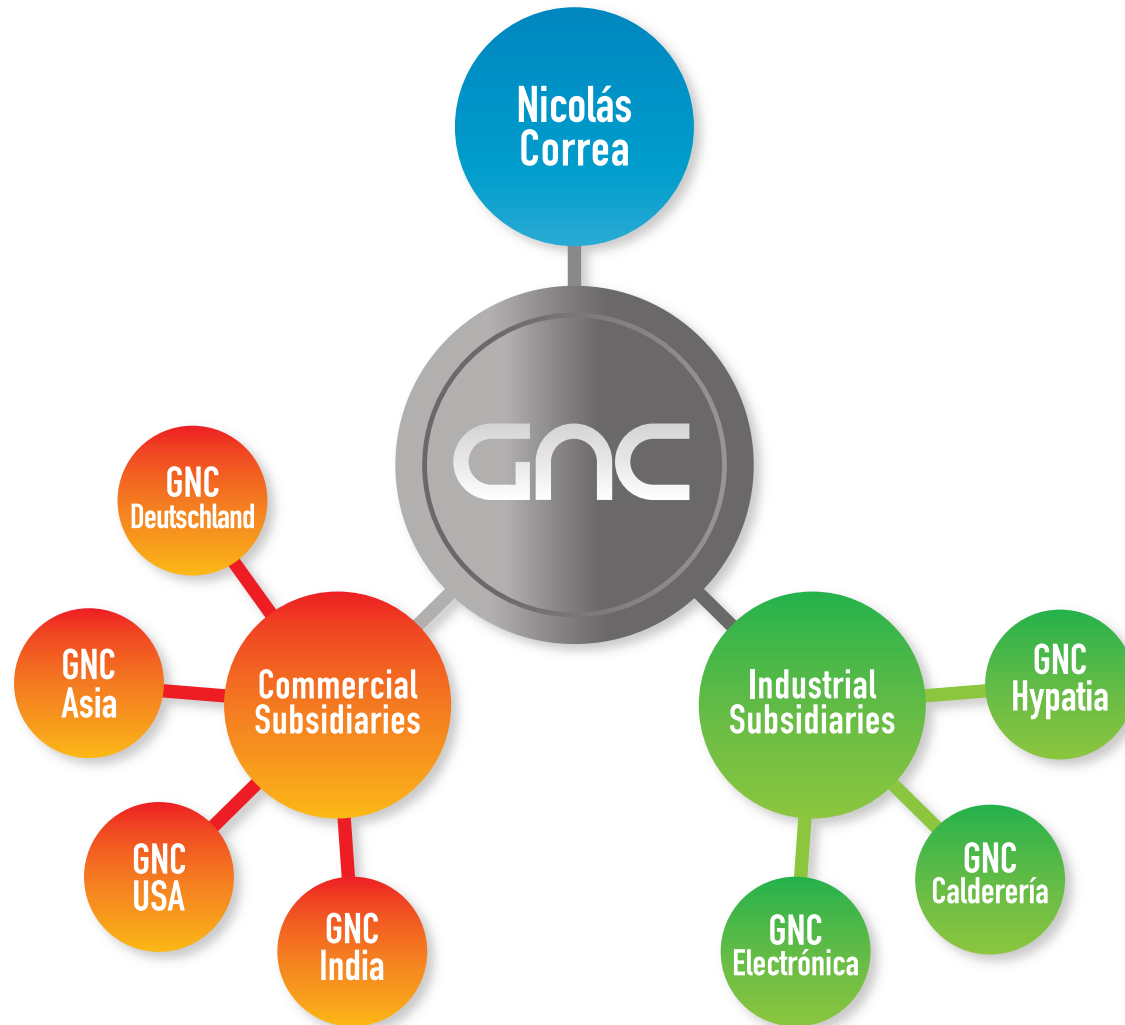 Nicolás
Correa
GNC
GNC
Deutschland
GNC
Asia
Commercial
Subsidiaries
GNC
USA
GNC
India
Industrial
Subsidiaries
GNC
Hypatia
GNC
Calderería
GNC
Electrónica